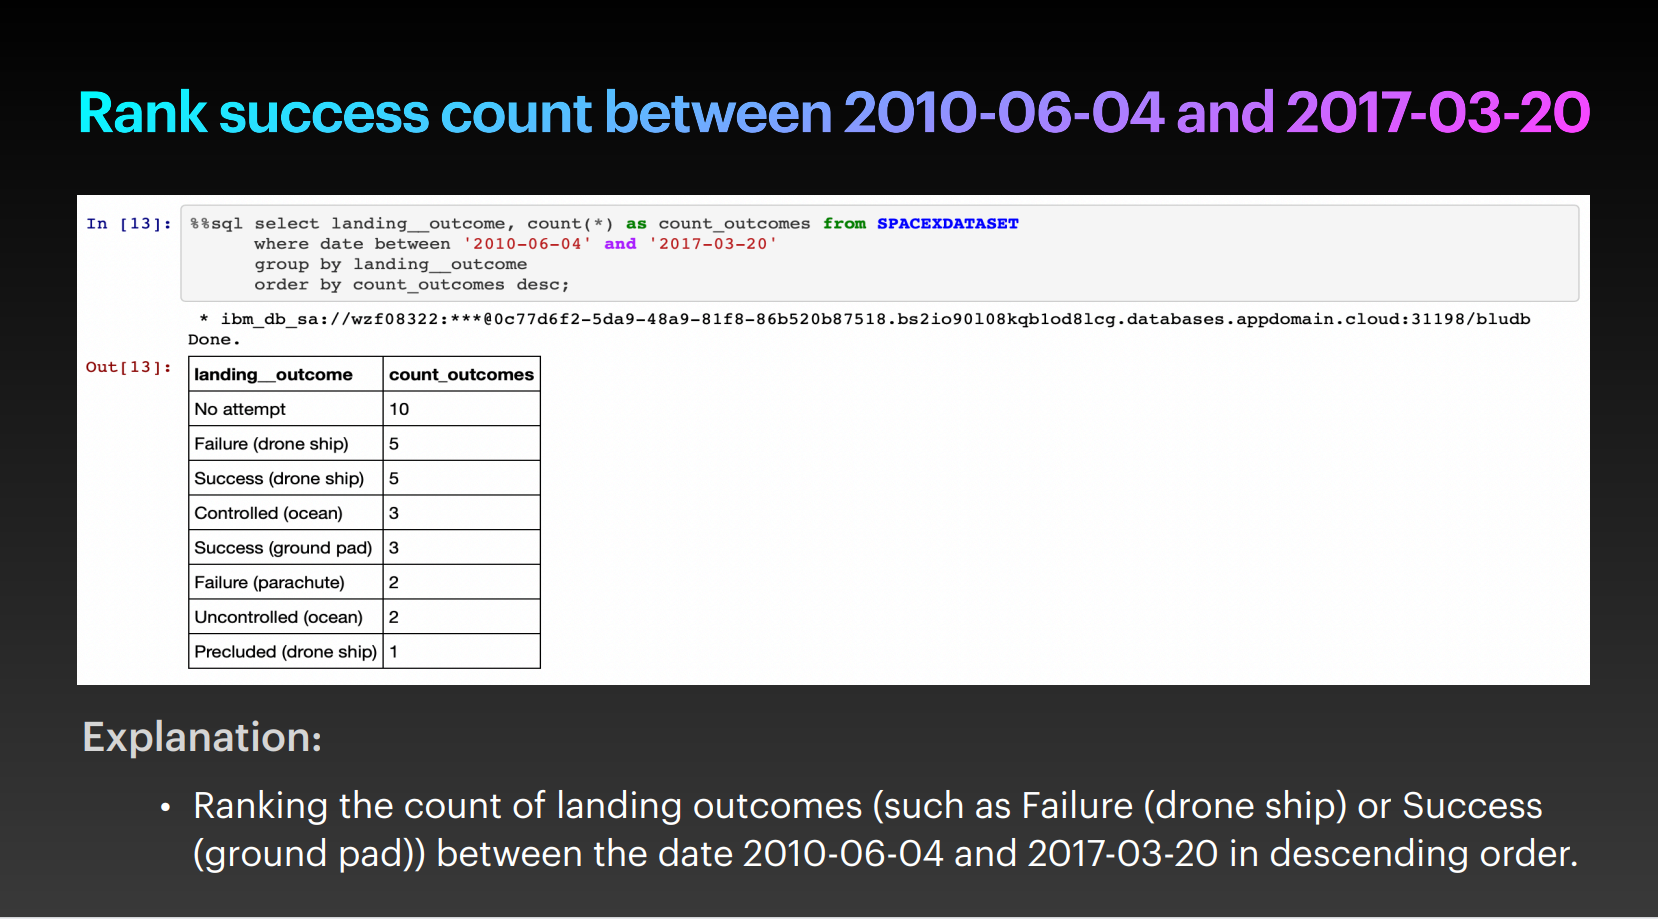 Rank success count between 2010-06-04 and 2017-03-20
In [13]: %%sql select landing__outcome, count(*) as count_outcomes from SPACEXDATASET
where date between '2010-06-04' and '2017-03-20'
group by landing__outcome
order by count_outcomes desc;
* ibm_db_sa://wzf08322:***@0c77d6f2-5da9-48a9-81f8-86b520b87518.bs2io90l08kqb1od8lcg.databases.appdomain.cloud:31198/bludb
Done.
Out[13]:
landing__outcome count_outcomes
No attempt 10
Failure (drone ship) 5
Success (drone ship) 5
Controlled (ocean) 3
Success (ground pad) 3
Failure (parachute) 2
Uncontrolled (ocean) 2
Precluded (drone ship) 1
Explanation:
• Ranking the count of landing outcomes (such as Failure (drone ship) or Success
(ground pad)) between the date 2010-06-04 and 2017-03-20 in descending order.